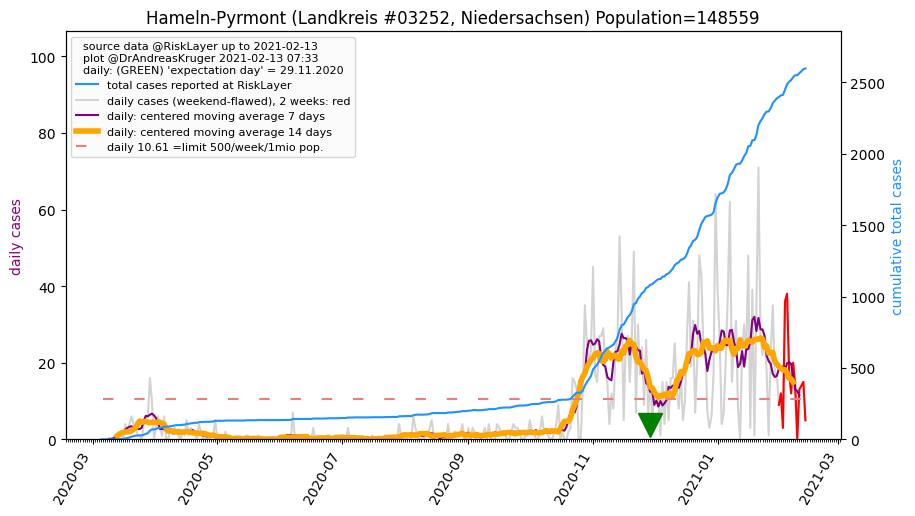 Hameln-Pyrmont (Landkreis #03252, Niedersachsen) Population=148559
source data @RiskLayer up to 2021-02-13
plot @DrAndreasKruger 2021-02-13 07:33
daily: (GREEN) 'expectation day' = 29.11.2020
total cases reported at RiskLayer
daily cases (weekend-flawed), 2 weeks: red
daily: centered moving average 7 days
daily: centered moving average 14 days
daily 10.61 =limit 500/week/1mio pop.
daily cases
100
80
60
40
20
0
cumulative total cases
2500
2000
1500
1000
500
0
2020-03
2020-05
2020-07
2020-09
2020-11
2021-01
2021-03